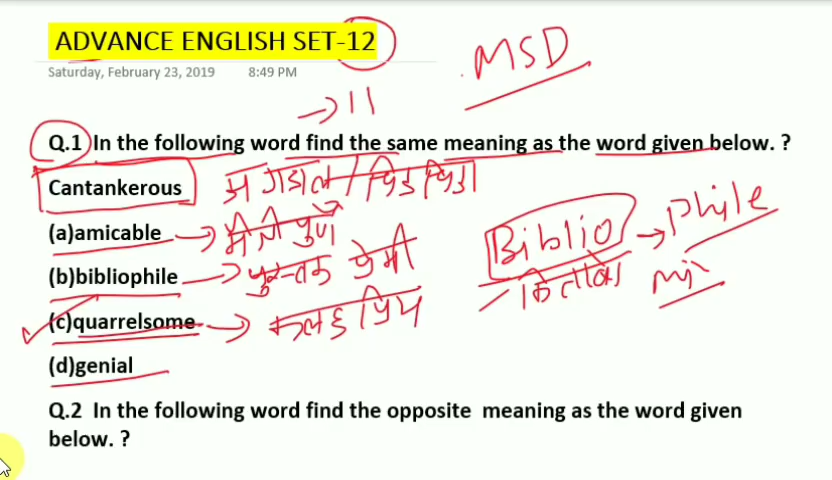 ADVANCE ENGLISH SET-12
Saturday, February 23, 2019 8:49 PM
MSD
→ 11
Q.1 In the following word find the same meaning as the word given below. ?
Cantankerous झगडालू / चिडचिडा
(a)amicable → मैत्री पूर्ण
Biblio → Phile
(b)bibliophile → पुस्तक प्रेमी
किताबों
(c)quarrelsome → कलह प्रिय
(d)genial
Q.2 In the following word find the opposite meaning as the word given
below. ?